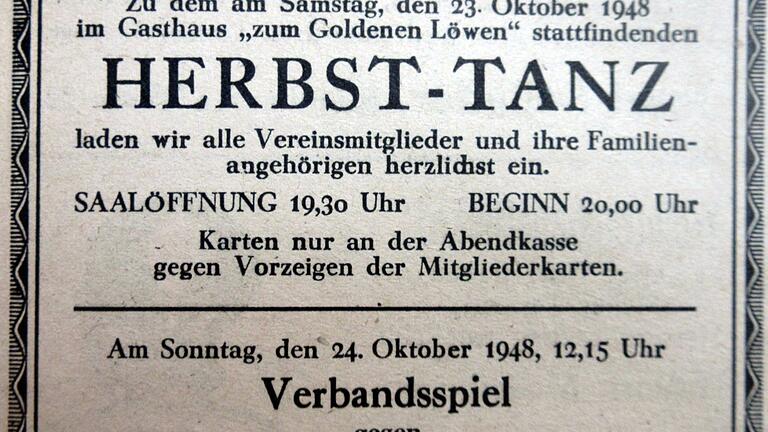 Zu dem am Samstag, den 23. Oktober 1948
im Gasthaus „zum Goldenen Löwen“ stattfindenden
HERBST-TANZ
laden wir alle Vereinsmitglieder und ihre Familien-
angehörigen herzlichst ein.
SAALÖFFNUNG 19,30 Uhr BEGINN 20,00 Uhr
Karten nur an der Abendkasse
gegen Vorzeigen der Mitgliederkarten.
Am Sonntag, den 24. Oktober 1948, 12,15 Uhr
Verbandsspiel
gegen